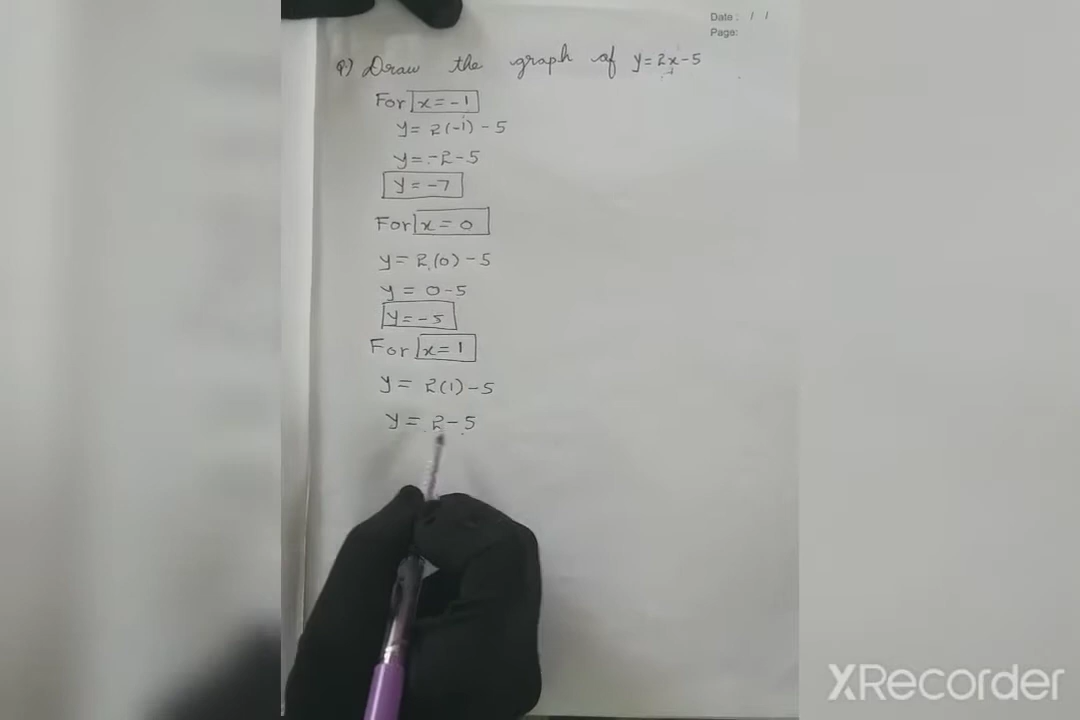 Date : / /
Page:
Q) Draw the graph of y=2x-5
For x=-1
y= 2(-1) - 5
y= -2-5
y= -7
For x= 0
y= 2(0) -5
y= 0-5
y= -5
For x= 1
y= 2(1) -5
y= 2-5
XRecorder